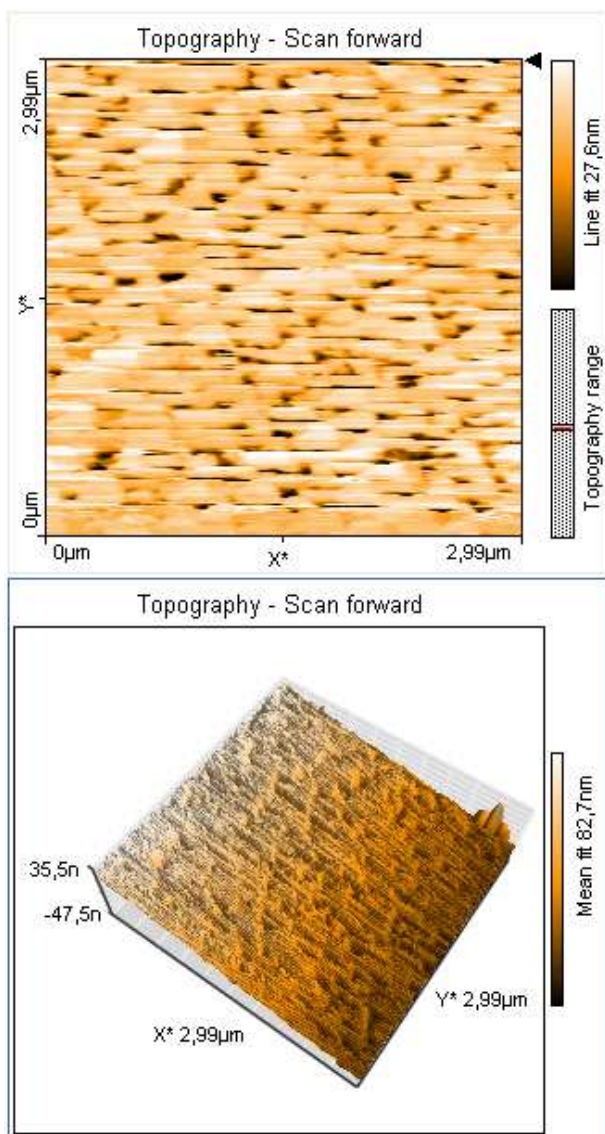 Topography - Scan forward
2,99µm
Y*
0µm
0µm
X*
2,99µm
Line fit 27,6nm
Topography range
Topography - Scan forward
35,5n
-47,5n
X* 2,99µm
Y* 2,99µm
Mean fit 82,7nm